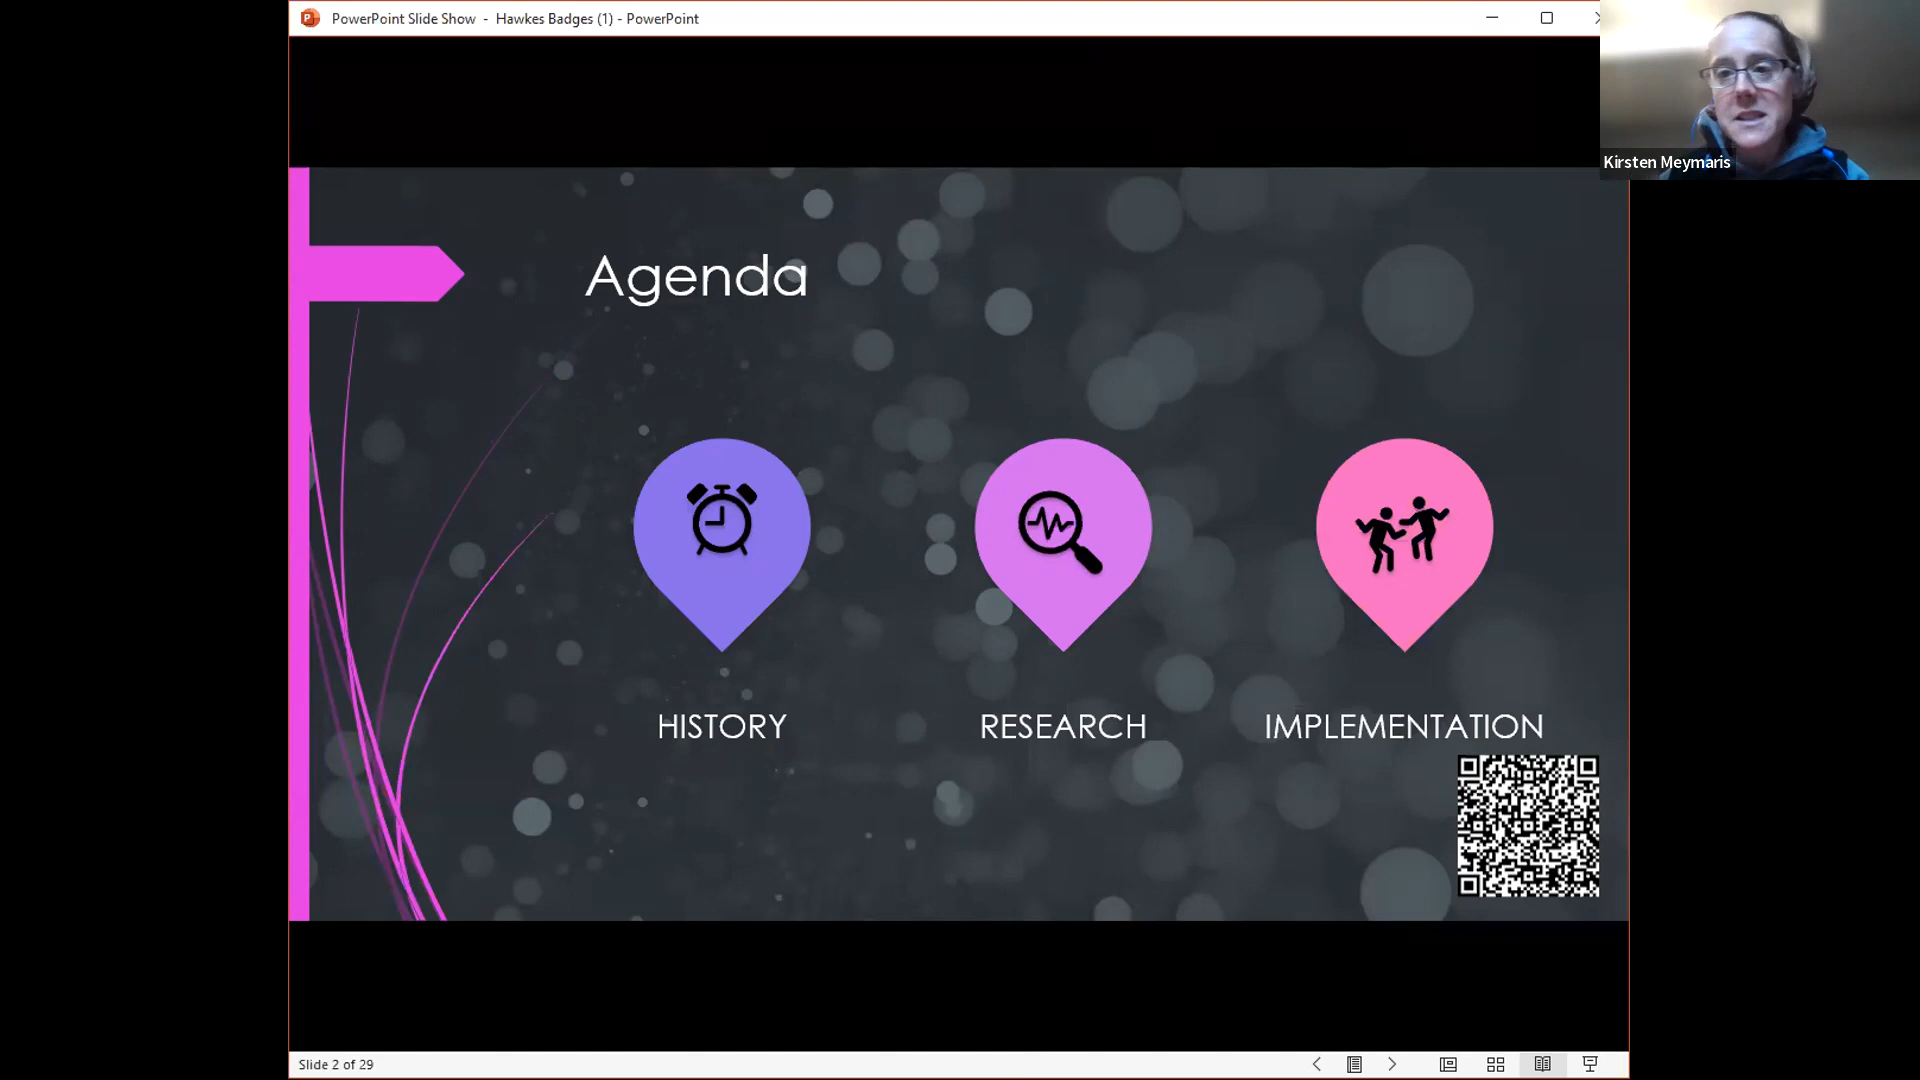 PowerPoint Slide Show - Hawkes Badges (1) - PowerPoint
Kirsten Meymaris
Agenda
HISTORY
RESEARCH
IMPLEMENTATION
Slide 2 of 29